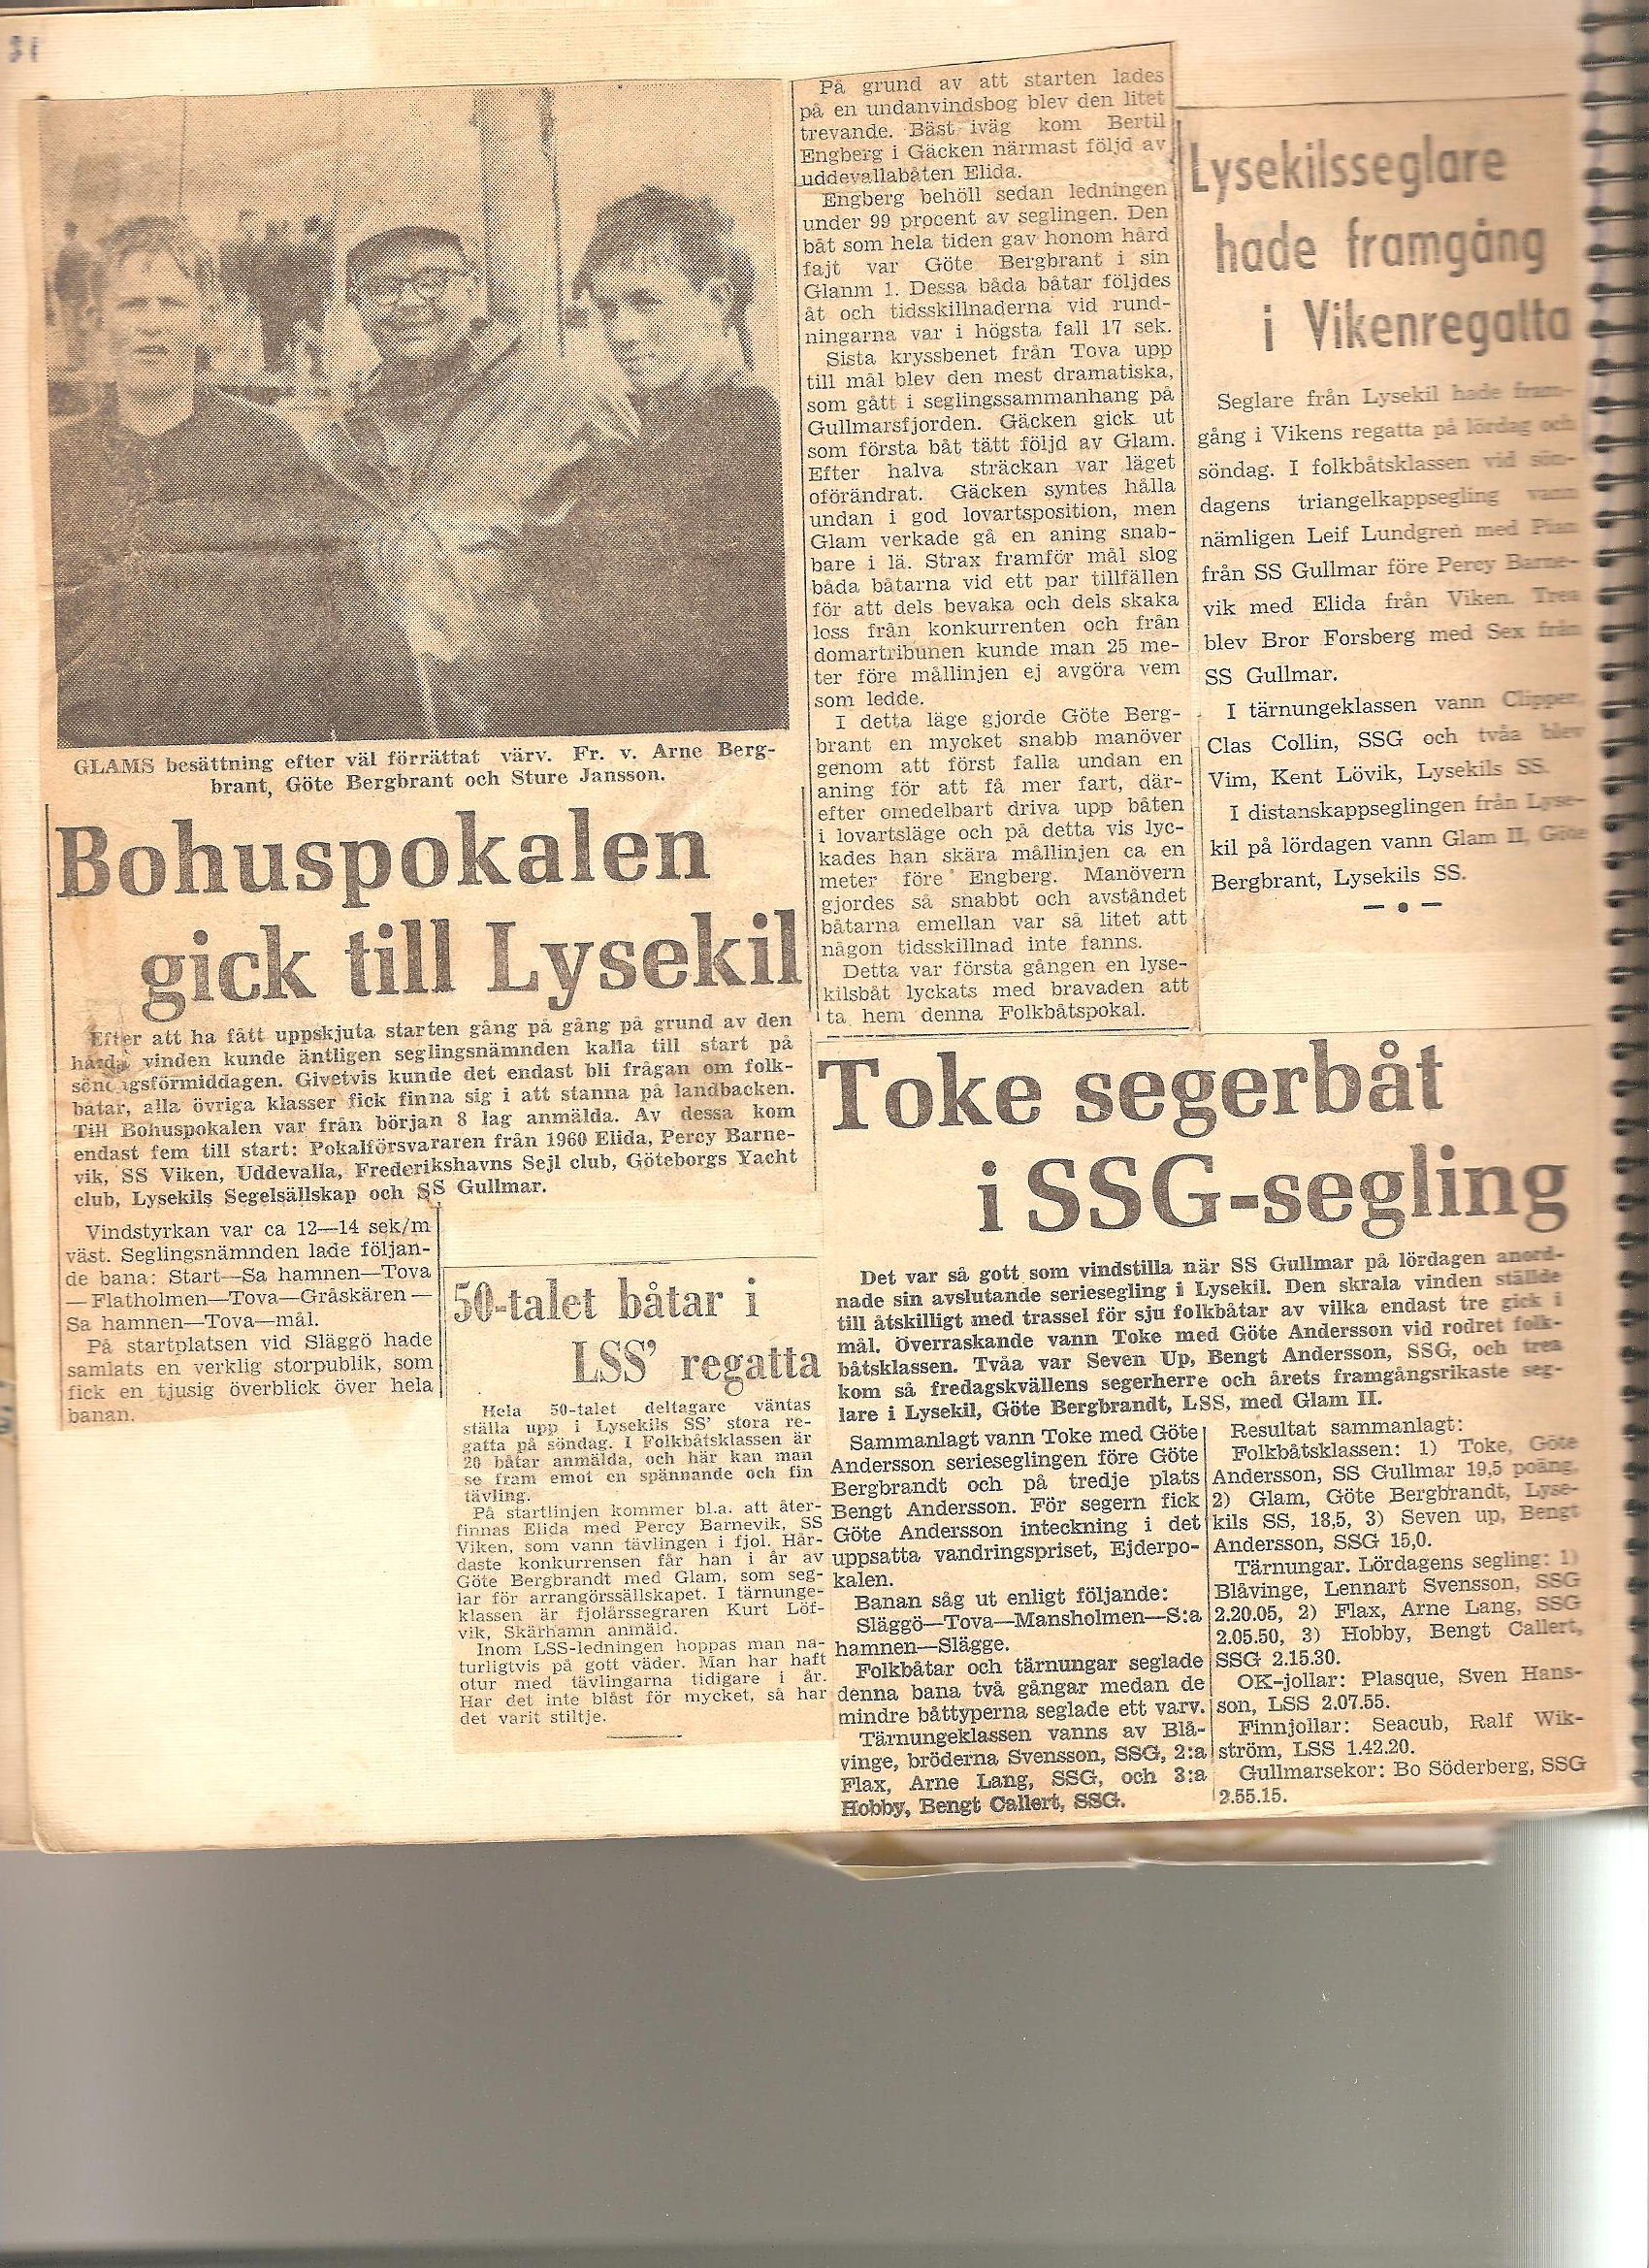 GLAMS besättning efter väl förrättat värv. Fr. v. Arne Berg-
brant, Göte Bergbrant och Sture Jansson.
Bohuspokalen
gick till Lysekil
Efter att ha fått uppskjuta starten gång på gång på grund av den
hårda vinden kunde äntligen seglingsnämnden kalla till start på
söndagsförmiddagen. Givetvis kunde det endast bli frågan om folk-
båtar, alla övriga klasser fick finna sig i att stanna på landbacken.
Till Bohuspokalen var från början 8 lag anmälda. Av dessa kom
endast fem till start: Pokalförsvararen från 1960 Elida, Percy Barne-
vik, SS Viken, Uddevalla, Frederikshavns Sejl club, Göteborgs Yacht
club, Lysekils Segelsällskap och SS Gullmar.
Vindstyrkan var ca 12—14 sek/m
väst. Seglingsnämnden lade följan-
de bana: Start—Sa hamnen—Tova
—Flatholmen—Tova—Gråskären—
Sa hamnen—Tova—mål.
På startplatsen vid Släggö hade
samlats en verklig storpublik, som
fick en tjusig överblick över hela
banan.
På grund av att starten lades
på en undanvindsbog blev den litet
trevande. Bäst iväg kom Bertil
Engberg i Gäcken närmast följd av
uddevallabåten Elida.
Engberg behöll sedan ledningen
under 99 procent av seglingen. Den
båt som hela tiden gav honom hård
fajt var Göte Bergbrant i sin
Glanm 1. Dessa båda båtar följdes
åt och tidsskillnaderna vid rund-
ningarna var i högsta fall 17 sek.
Sista kryssbenet från Tova upp
till mål blev den mest dramatiska,
som gått i seglingssammanhang på
Gullmarsfjorden. Gäcken gick ut
som första båt tätt följd av Glam.
Efter halva sträckan var läget
oförändrat. Gäcken syntes hålla
undan i god lovartsposition, men
Glam verkade gå en aning snab-
bare i lä. Strax framför mål slog
båda båtarna vid ett par tillfällen
för att dels bevaka och dels skaka
loss från konkurrenten och från
domartribunen kunde man 25 me-
ter före mållinjen ej avgöra vem
som ledde.
I detta läge gjorde Göte Berg-
brant en mycket snabb manöver
genom att först falla undan en
aning för att få mer fart, där-
efter omedelbart driva upp båten
i lovartsläge och på detta vis lyc-
kades han skära mållinjen ca en
meter före Engberg. Manövern
gjordes så snabbt och avståndet
båtarna emellan var så litet att
någon tidsskillnad inte fanns.
Detta var första gången en lyse-
kilsbåt lyckats med bravaden att
ta hem denna Folkbåtspokal.
Lysekilsseglare
hade framgång
i Vikenregatta
Seglare från Lysekil hade fram-
gång i Vikens regatta på lördag och
söndag. I folkbåtsklassen vid sön-
dagens triangelkappsegling vann
nämligen Leif Lundgren med Pian
från SS Gullmar före Percy Barne-
vik med Elida från Viken. Trea
blev Bror Forsberg med Sex från
SS Gullmar.
I tärnungeklassen vann Clipper,
Clas Collin, SSG och tvåa blev
Vim, Kent Lövik, Lysekils SS.
I distanskappseglingen från Lyse-
kil på lördagen vann Glam II, Göte
Bergbrant, Lysekils SS.
50-talet båtar i
LSS' regatta
Hela 50-talet deltagare väntas
ställa upp i Lysekils SS' stora re-
gatta på söndag. I Folkbåtsklassen är
20 båtar anmälda, och här kan man
se fram emot en spännande och fin
tävling.
På startlinjen kommer bl.a. att åter-
finnas Elida med Percy Barnevik, SS
Viken, som vann tävlingen i fjol. Hår-
daste konkurrensen får han i år av
Göte Bergbrandt med Glam, som seg-
lar för arrangörssällskapet. I tärnunge-
klassen är fjolårssegraren Kurt Löf-
vik, Skärhamn anmäld.
Inom LSS-ledningen hoppas man na-
turligtvis på gott väder. Man har haft
otur med tävlingarna tidigare i år.
Har det inte blåst för mycket, så har
det varit stiltje.
Toke segerbåt
i SSG-segling
Det var så gott som vindstilla när SS Gullmar på lördagen anord-
nade sin avslutande seriesegling i Lysekil. Den skrala vinden ställde
till åtskilligt med trassel för sju folkbåtar av vilka endast tre gick i
mål. Överraskande vann Toke med Göte Andersson vid rodret folk-
båtsklassen. Tvåa var Seven Up, Bengt Andersson, SSG, och trea
kom så fredagskvällens segerherre och årets framgångsrikaste seg-
lare i Lysekil, Göte Bergbrandt, LSS, med Glam II.
Sammanlagt vann Toke med Göte
Andersson serieseglingen före Göte
Bergbrandt och på tredje plats
Bengt Andersson. För segern fick
Göte Andersson inteckning i det
uppsatta vandringspriset, Ejderpo-
kalen.
Banan såg ut enligt följande:
Släggö—Tova—Mansholmen—S:a
hamnen—Slägge.
Folkbåtar och tärnungar seglade
denna bana två gångar medan de
mindre båttyperna seglade ett varv.
Tärnungeklassen vanns av Blå-
vinge, bröderna Svensson, SSG, 2:a
Flax, Arne Lang, SSG, och 3:a
Hobby, Bengt Callert, SSG.
Resultat sammanlagt:
Folkbåtsklassen: 1) Toke, Göte
Andersson, SS Gullmar 19,5 poäng,
2) Glam, Göte Bergbrandt, Lyse-
kils SS, 18,5, 3) Seven up, Bengt
Andersson, SSG 15,0.
Tärnungar. Lördagens segling: 1)
Blåvinge, Lennart Svensson, SSG
2.20.05, 2) Flax, Arne Lang, SSG
2.05.50, 3) Hobby, Bengt Callert,
SSG 2.15.30.
OK-jollar: Plasque, Sven Hans-
son, LSS 2.07.55.
Finnjollar: Seacub, Ralf Wik-
ström, LSS 1.42.20.
Gullmarsekor: Bo Söderberg, SSG
2.55.15.